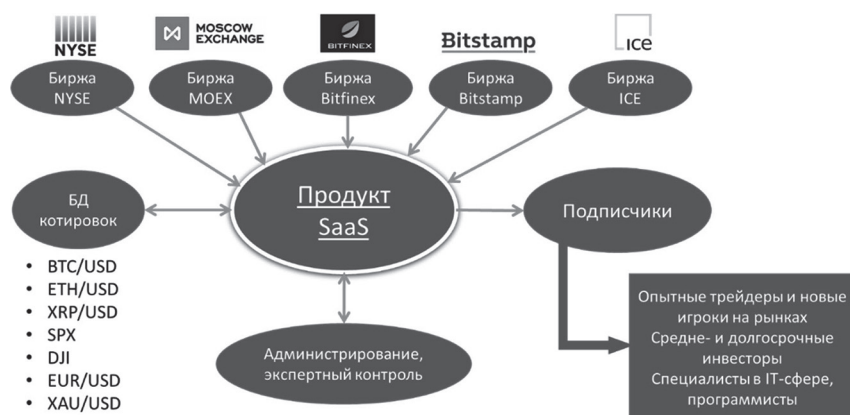 NYSE
MOSCOW
EXCHANGE
BITFINEX
Bitstamp
ICE
Биржа
NYSE
Биржа
MOEX
Биржа
Bitfinex
Биржа
Bitstamp
Биржа
ICE
БД
котировок
Продукт
SaaS
Подписчики
• BTC/USD
• ETH/USD
• XRP/USD
• SPX
• DJI
• EUR/USD
• XAU/USD
Администрирование,
экспертный контроль
Опытные трейдеры и новые
игроки на рынках
Средне- и долгосрочные
инвесторы
Специалисты в IT-сфере,
программисты